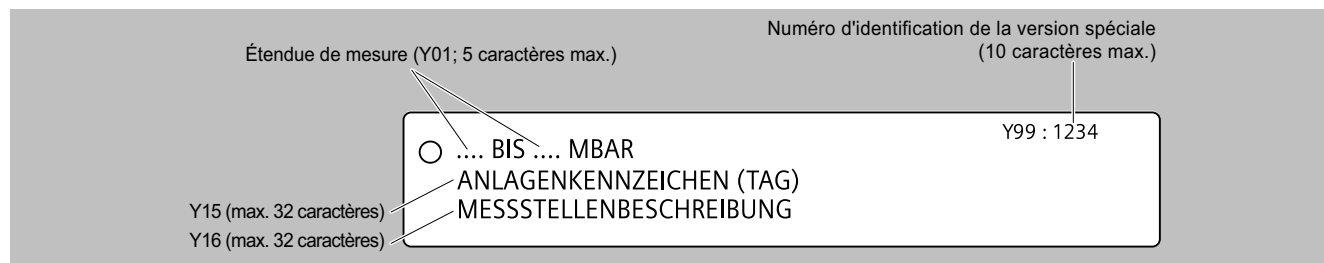 Numéro d'identification de la version spéciale
(10 caractères max.)
Étendue de mesure (Y01; 5 caractères max.)
Y99 : 1234
.... BIS .... MBAR
ANLAGENKENNZEICHEN (TAG)
MESSSTELLENBESCHREIBUNG
Y15 (max. 32 caractères)
Y16 (max. 32 caractères)